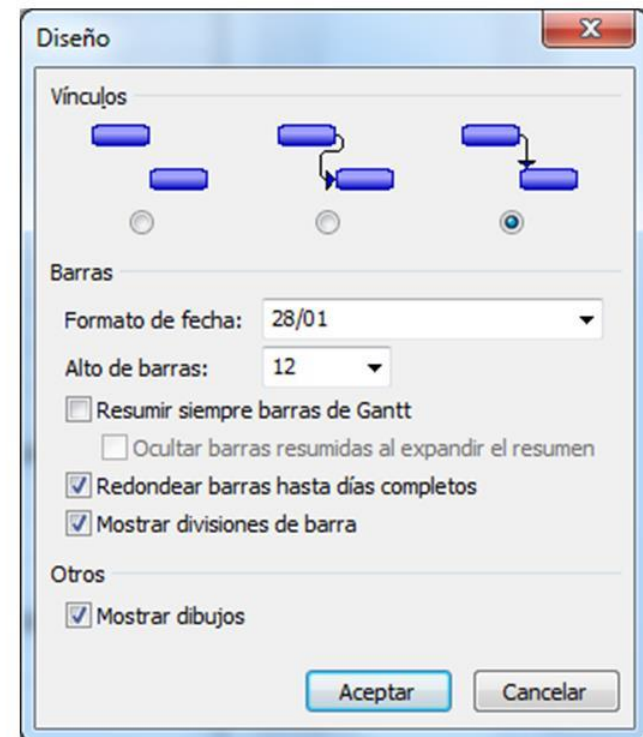 Diseño
Vínculos
Barras
Formato de fecha: 28/01
Alto de barras: 12
Resumir siempre barras de Gantt
Ocultar barras resumidas al expandir el resumen
Redondear barras hasta días completos
Mostrar divisiones de barra
Otros
Mostrar dibujos
Aceptar Cancelar